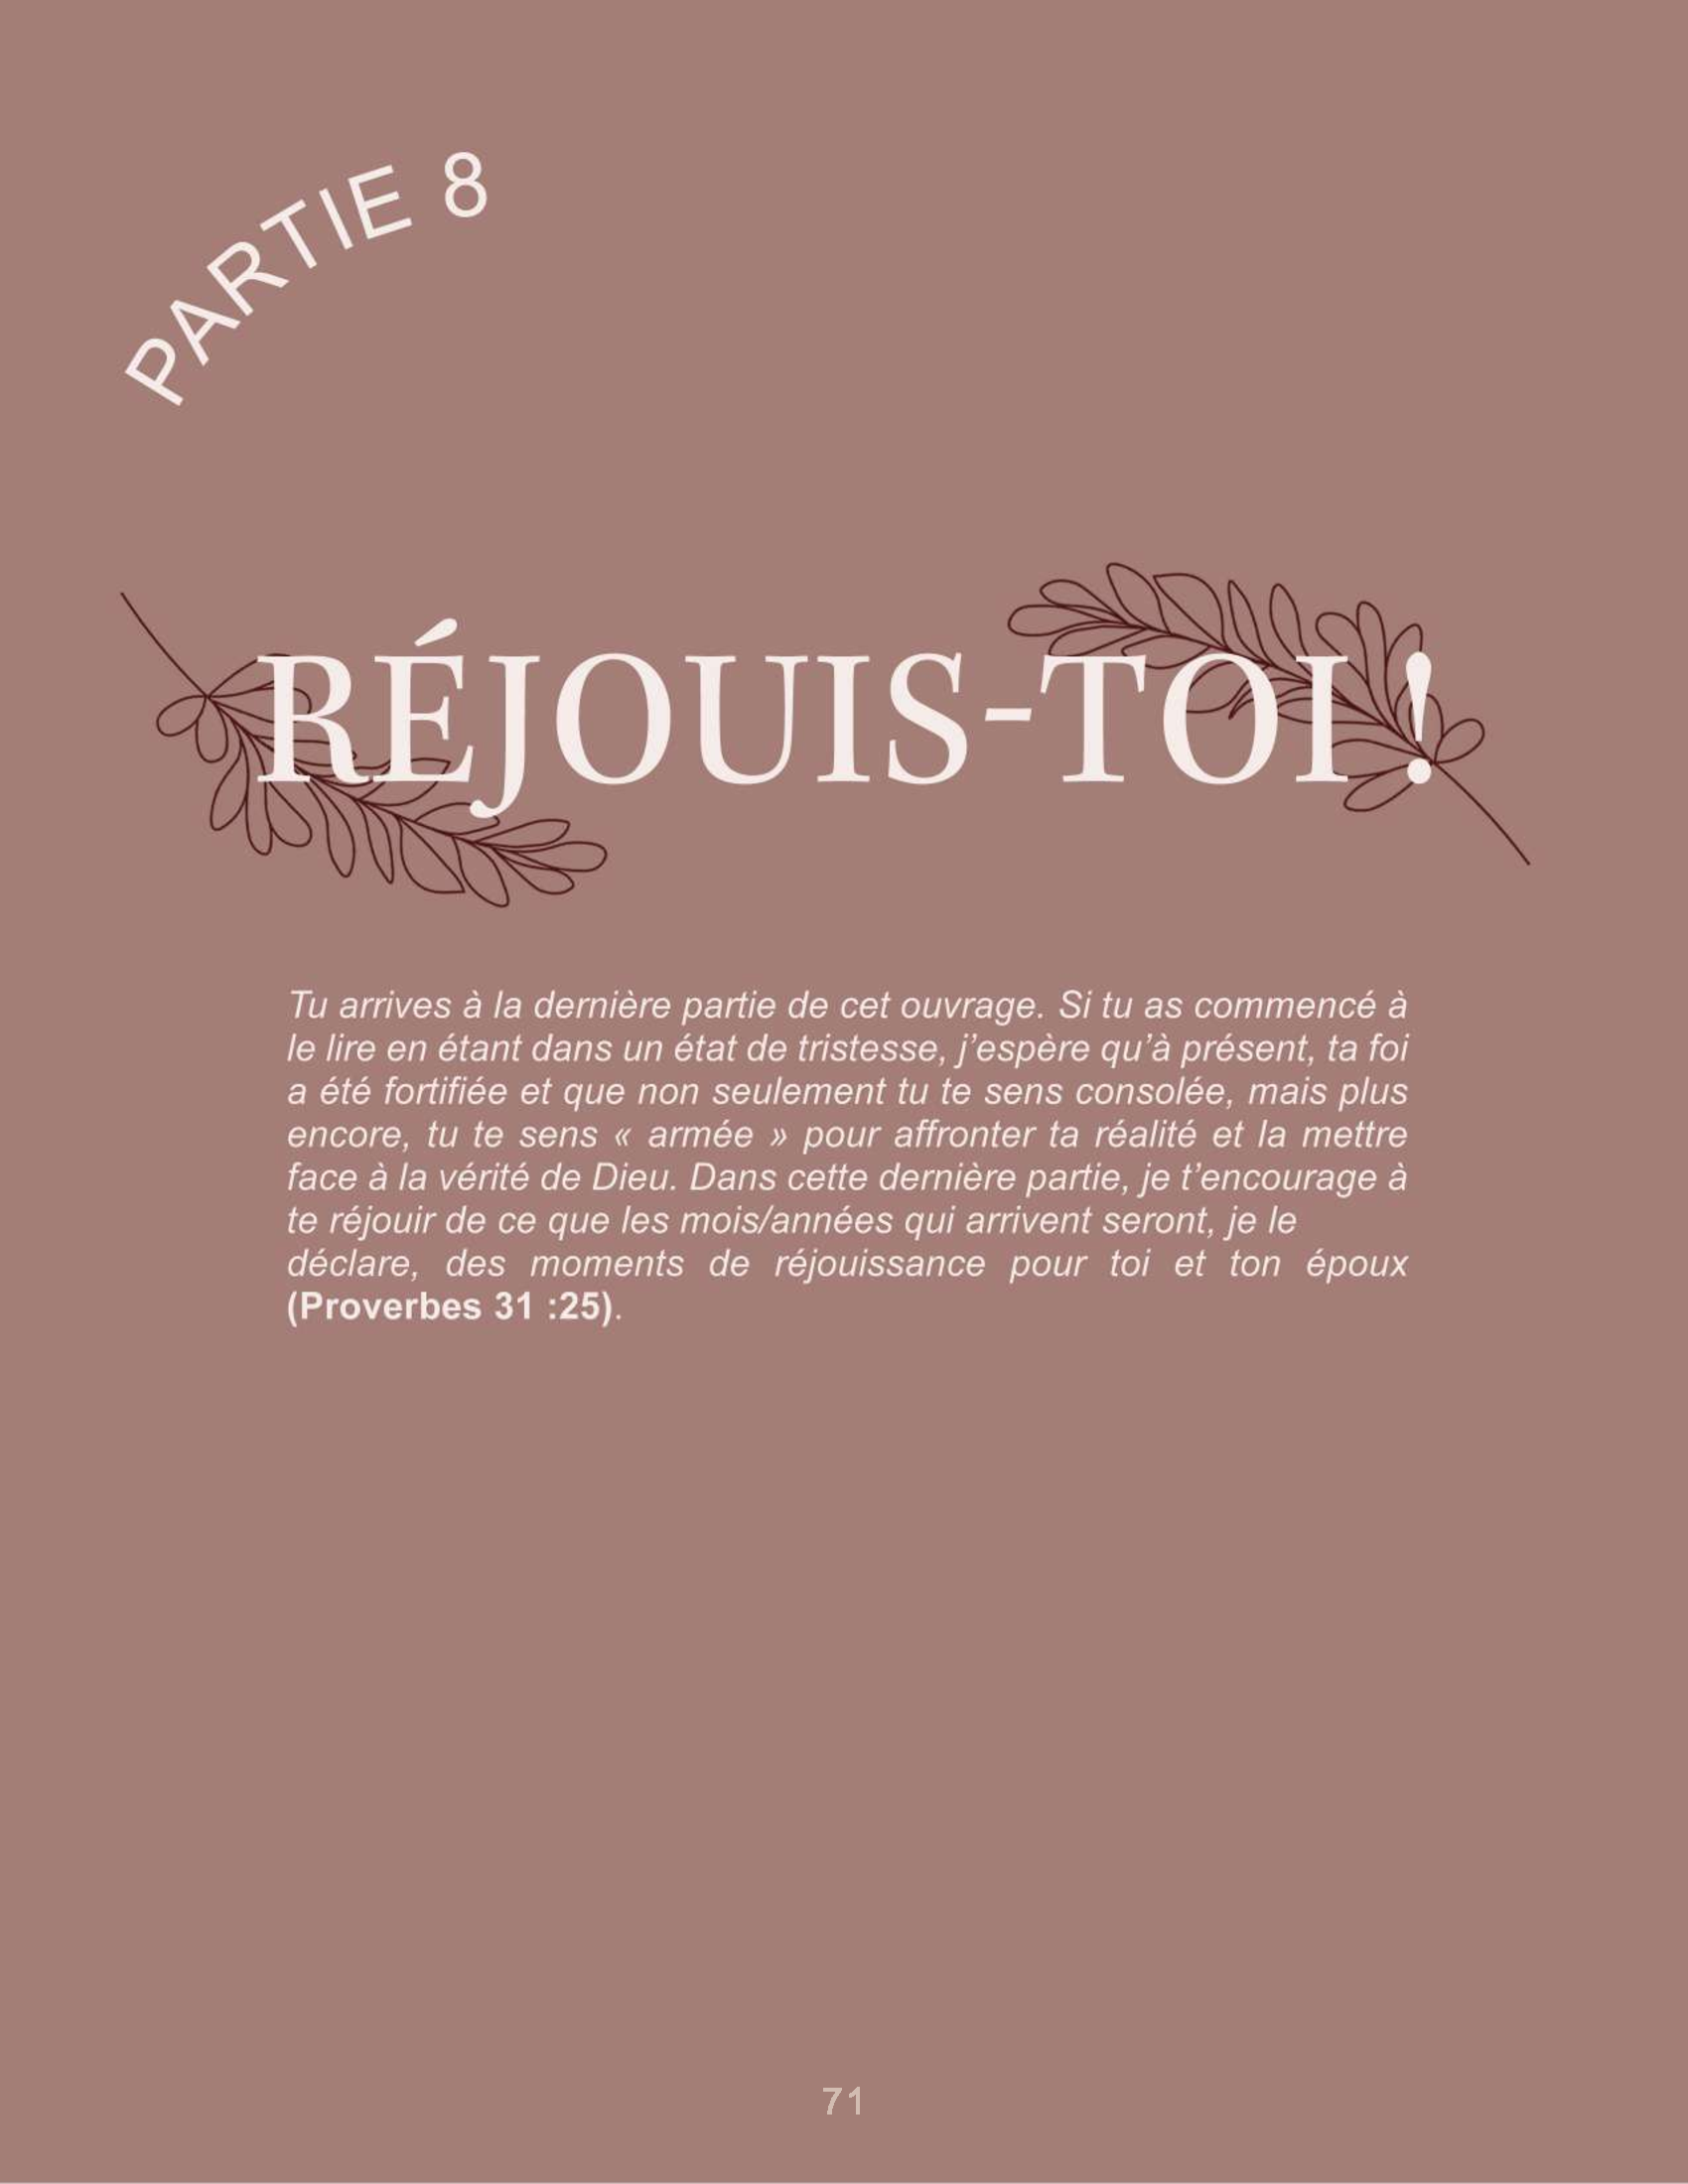 PARTIE 8
RÉJOUIS-TOI!
Tu arrives à la dernière partie de cet ouvrage. Si tu as commencé à
le lire en étant dans un état de tristesse, j’espère qu’à présent, ta foi
a été fortifiée et que non seulement tu te sens consolée, mais plus
encore, tu te sens « armée » pour affronter ta réalité et la mettre
face à la vérité de Dieu. Dans cette dernière partie, je t’encourage à
te réjouir de ce que les mois/années qui arrivent seront, je le
déclare, des moments de réjouissance pour toi et ton époux
(Proverbes 31 :25).
71